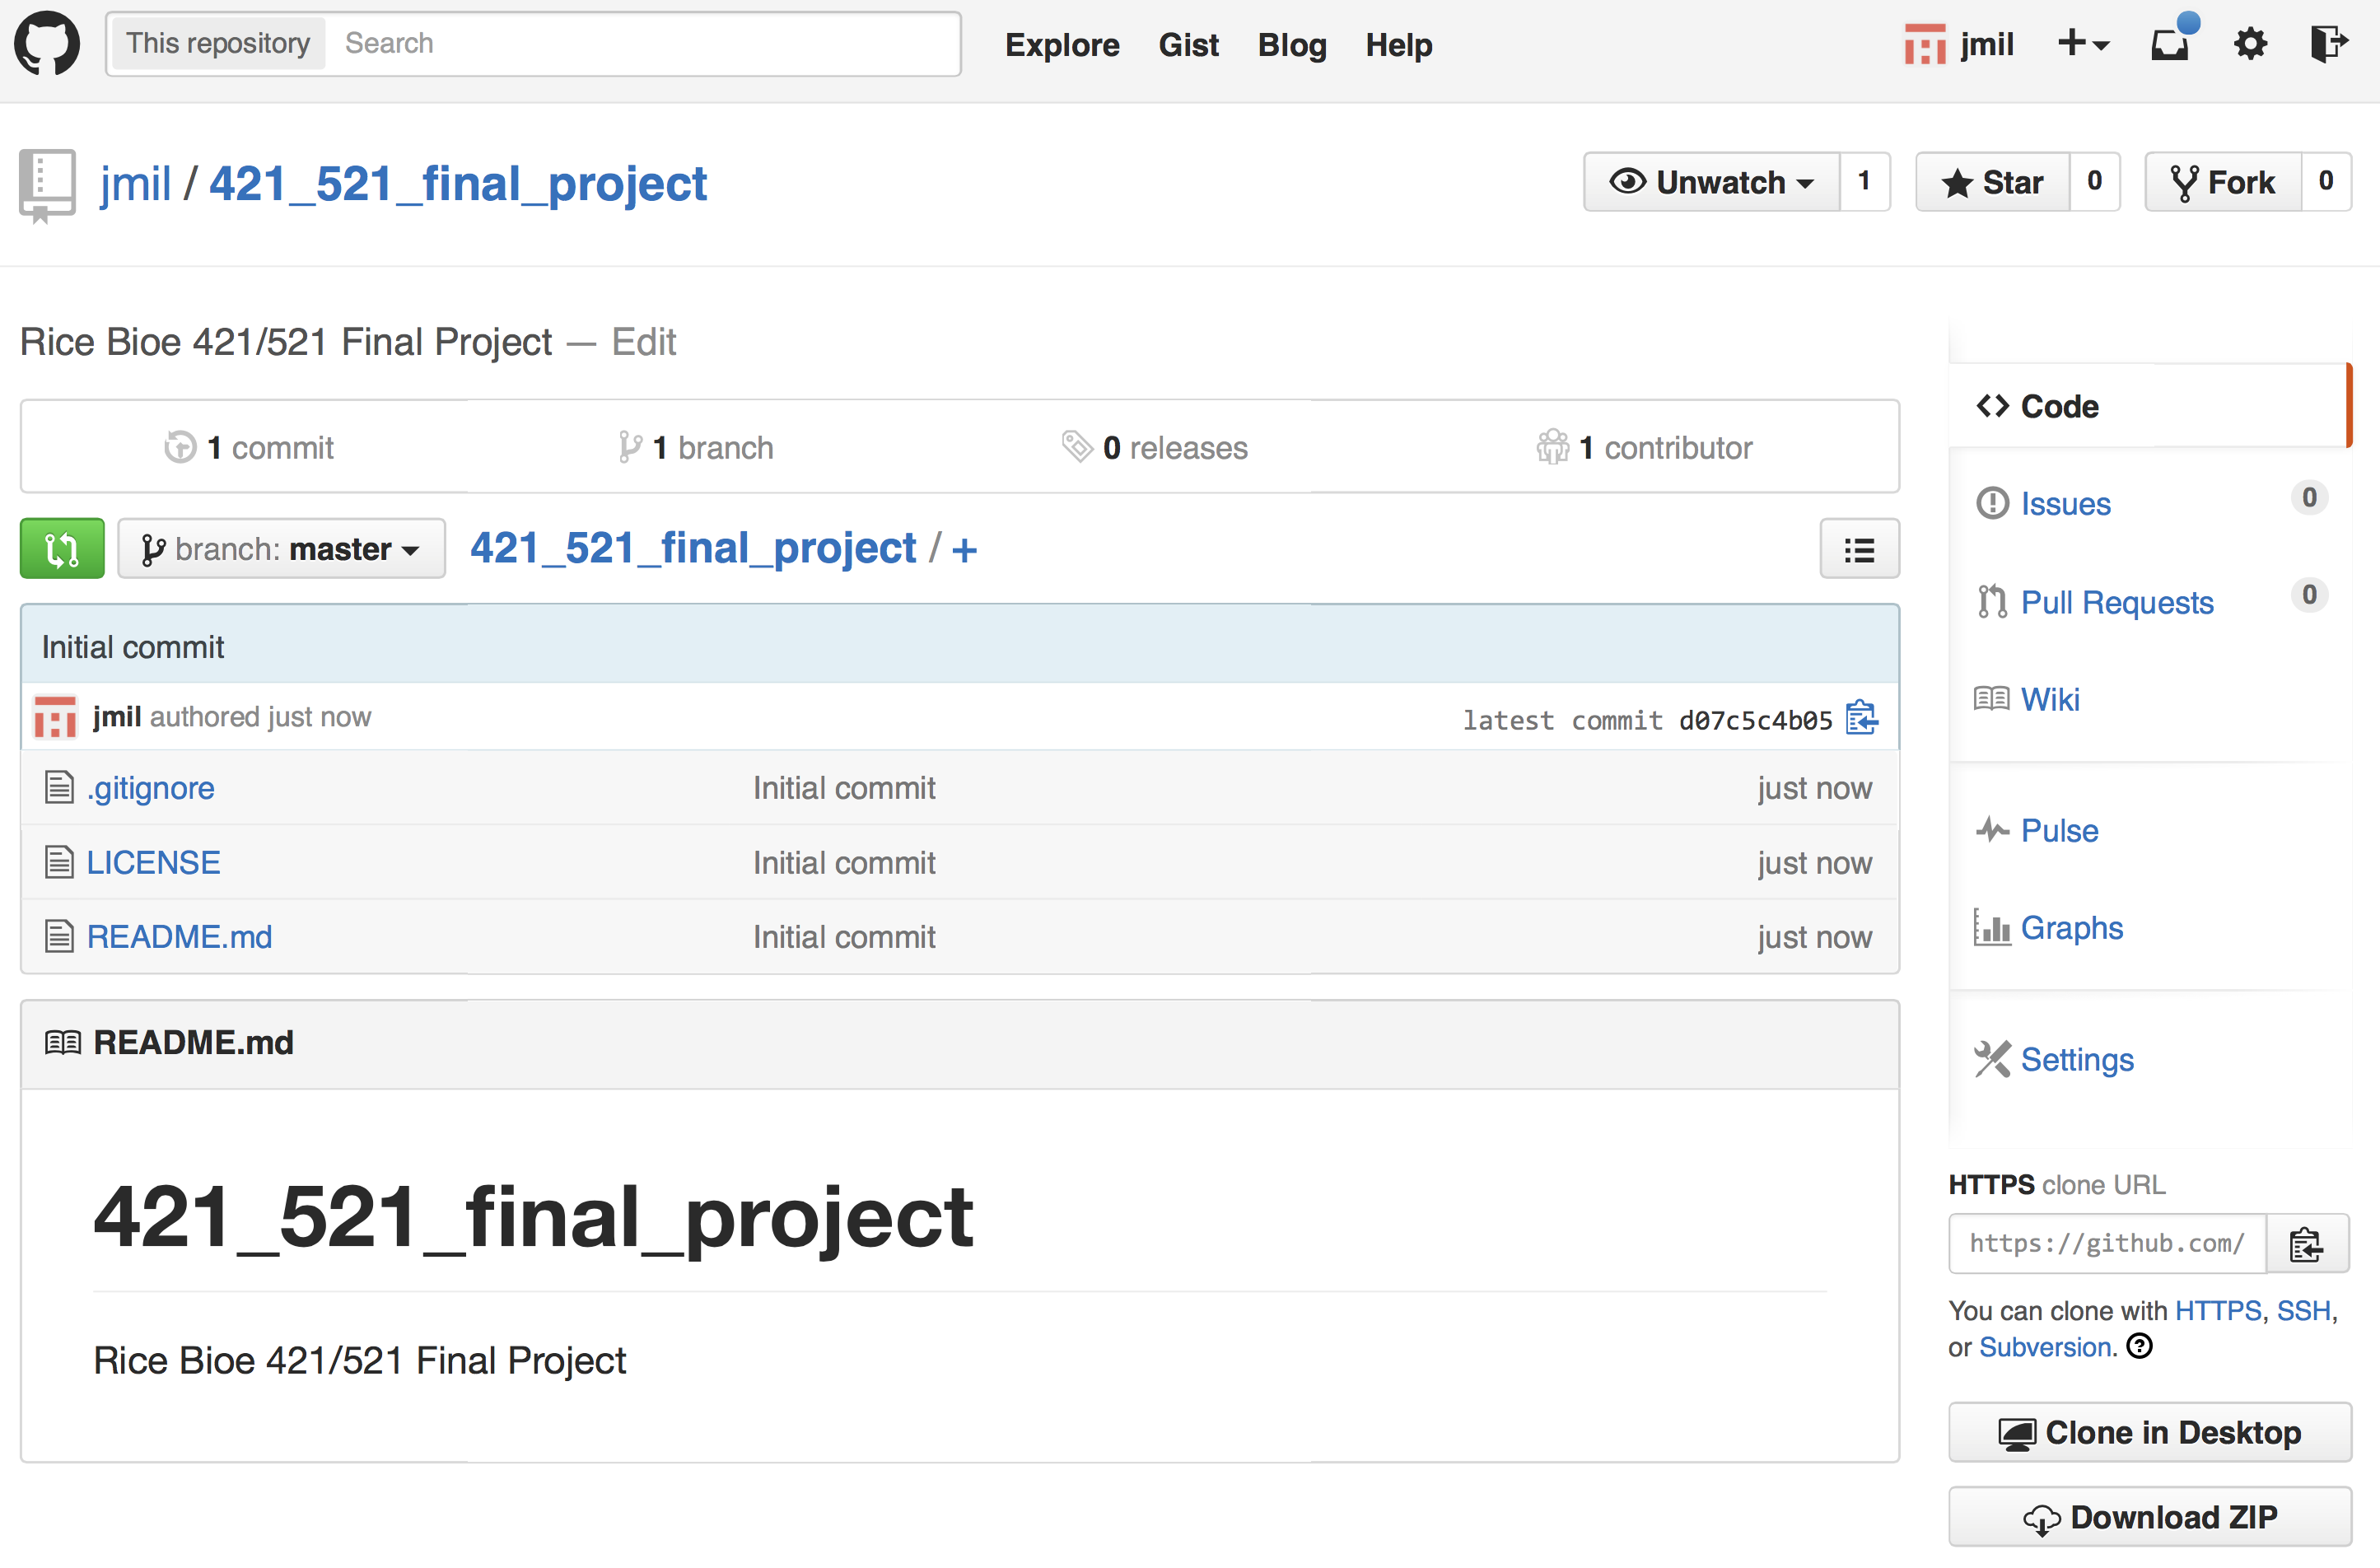 This repository Search Explore Gist Blog Help jmil
jmil / 421_521_final_project Unwatch 1 Star 0 Fork 0
Rice Bioe 421/521 Final Project — Edit
1 commit 1 branch 0 releases 1 contributor
branch: master 421_521_final_project / +
Initial commit
jmil authored just now latest commit d07c5c4b05
.gitignore Initial commit just now
LICENSE Initial commit just now
README.md Initial commit just now
README.md
421_521_final_project
Rice Bioe 421/521 Final Project
Code
Issues 0
Pull Requests 0
Wiki
Pulse
Graphs
Settings
HTTPS clone URL
https://github.com/
You can clone with HTTPS, SSH,
or Subversion.
Clone in Desktop
Download ZIP